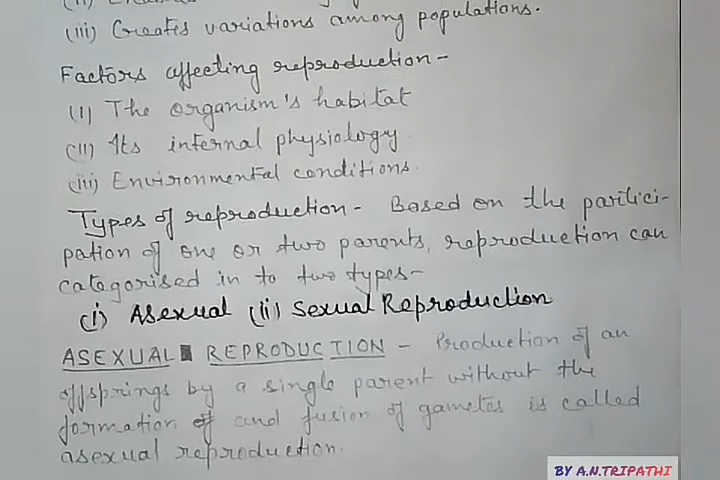 (iii) Creates variations among populations.
Factors affecting reproduction -
(I) The organism's habitat
(II) Its internal physiology
(iii) Environmental conditions.
Types of reproduction - Based on the partici-
pation of one or two parents, reproduction can
categorised in to two types -
(i) Asexual (ii) Sexual Reproduction
ASEXUAL REPRODUCTION - Production of an
offsprings by a single parent without the
formation of and fusion of gametes is called
asexual reproduction.
BY A.N.TRIPATHI